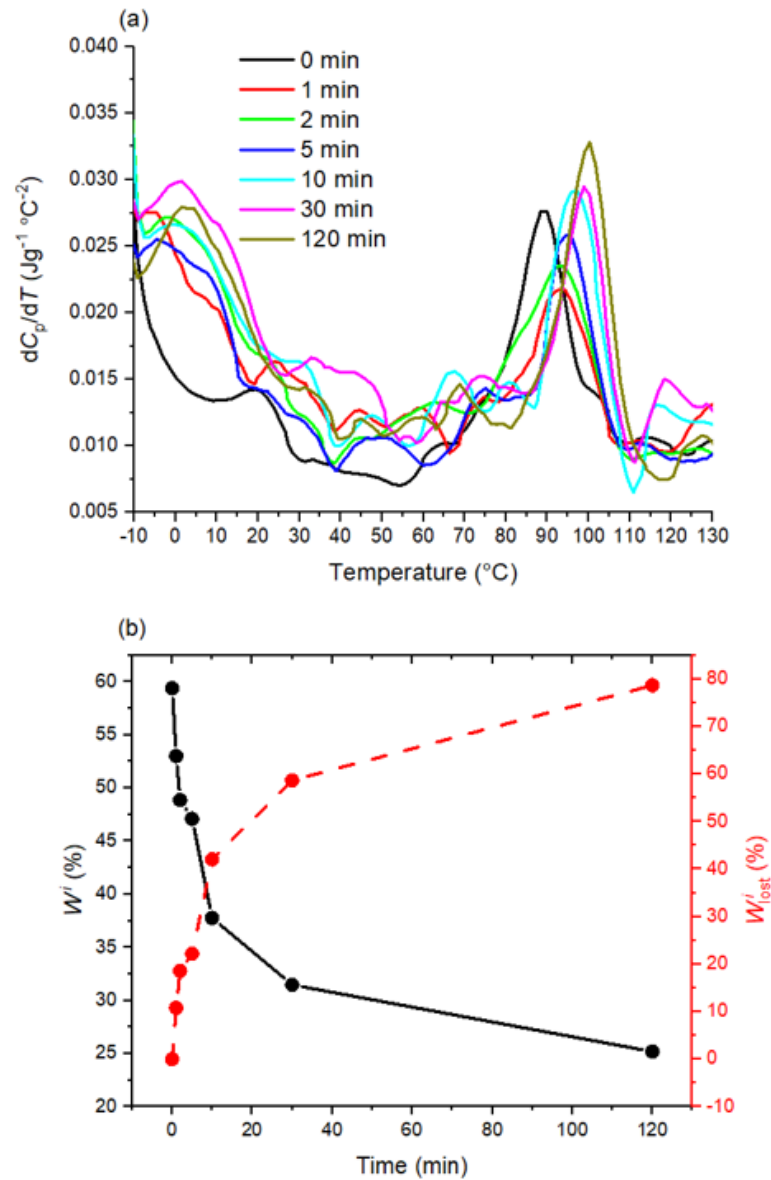 (a)
0.040
0.035
0.030
0.025
0.020
0.015
0.010
0.005
dCp/dT (Jg⁻¹ °C⁻²)
0 min
1 min
2 min
5 min
10 min
30 min
120 min
-10 0 10 20 30 40 50 60 70 80 90 100 110 120 130
Temperature (°C)
(b)
60
55
50
45
40
35
30
25
20
Wⁱ (%)
80
70
60
50
40
30
20
10
0
-10
Wⁱlost (%)
0 20 40 60 80 100 120
Time (min)